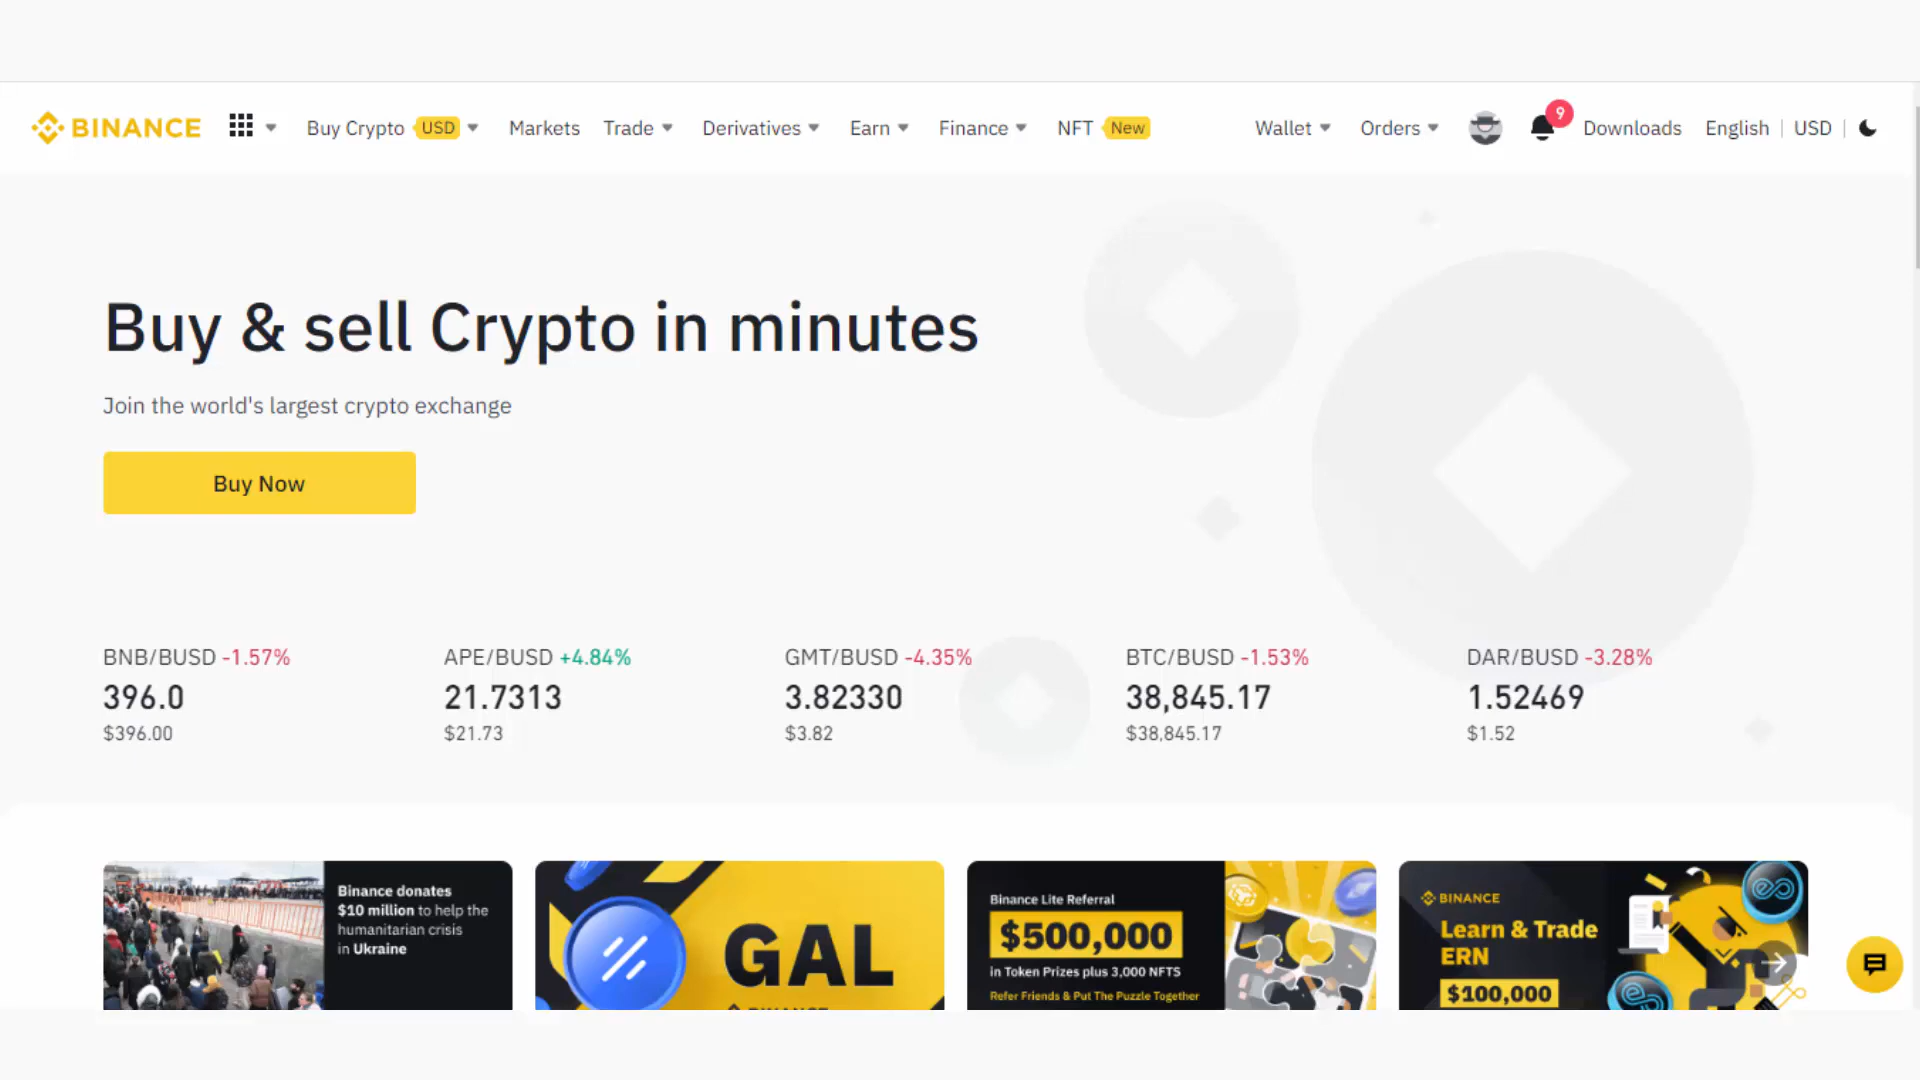 BINANCE
Buy Crypto USD
Markets
Trade
Derivatives
Earn
Finance
NFT New
Wallet
Orders
9
Downloads
English
USD
Buy & sell Crypto in minutes
Join the world's largest crypto exchange
Buy Now
BNB/BUSD -1.57%
396.0
$396.00
APE/BUSD +4.84%
21.7313
$21.73
GMT/BUSD -4.35%
3.82330
$3.82
BTC/BUSD -1.53%
38,845.17
$38,845.17
DAR/BUSD -3.28%
1.52469
$1.52
Binance donates
$10 million to help the
humanitarian crisis
in Ukraine
GAL
Binance Lite Referral
$500,000
in Token Prizes plus 3,000 NFTS
Refer Friends & Put The Puzzle Together
BINANCE
Learn & Trade
ERN
$100,000